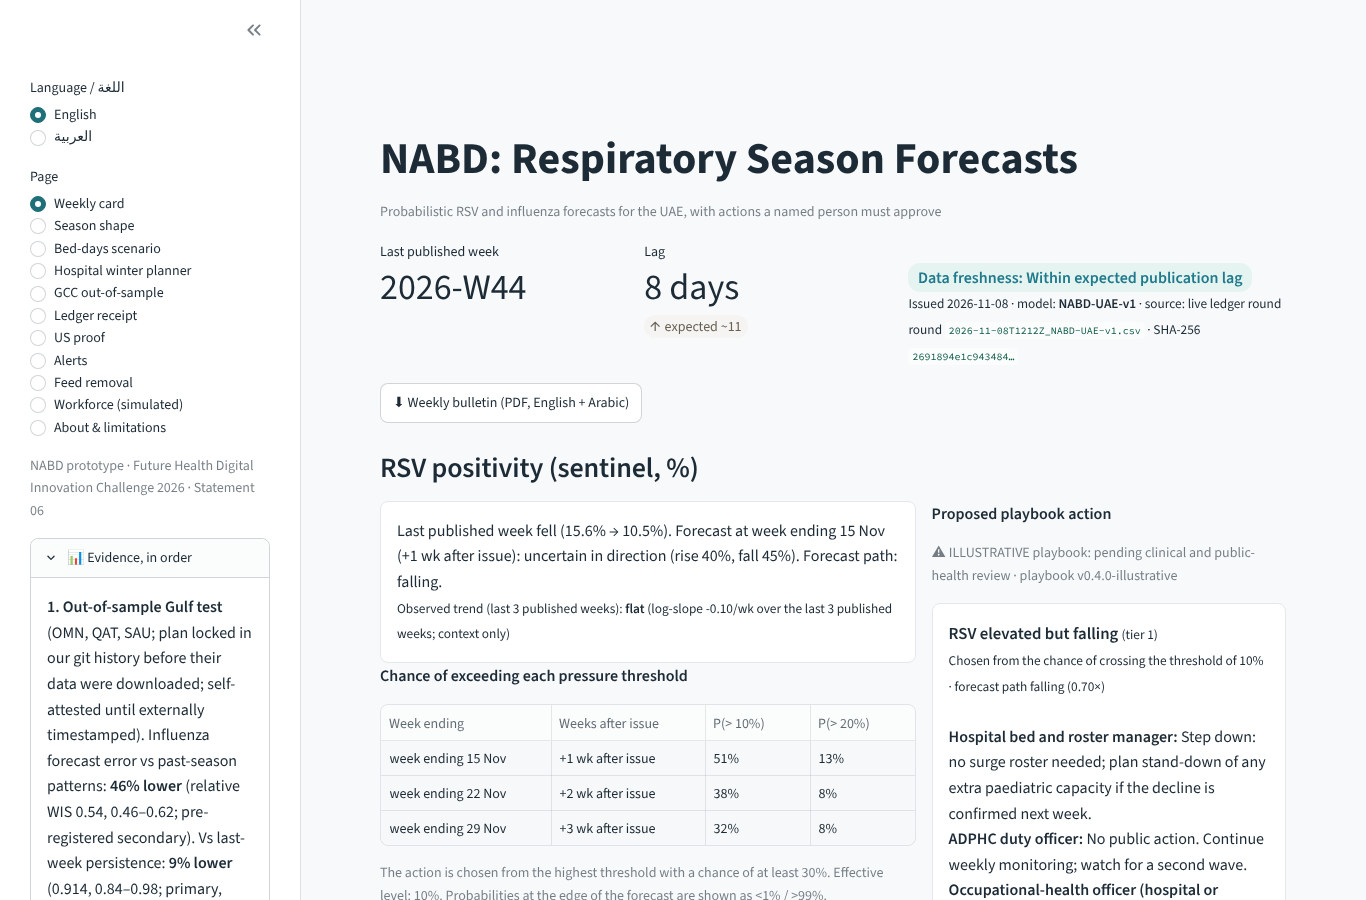 Language / اللغة
English
العربية
Page
Weekly card
Season shape
Bed-days scenario
Hospital winter planner
GCC out-of-sample
Ledger receipt
US proof
Alerts
Feed removal
Workforce (simulated)
About & limitations
NABD prototype · Future Health Digital
Innovation Challenge 2026 · Statement
06
📊 Evidence, in order
1. Out-of-sample Gulf test
(OMN, QAT, SAU; plan locked in
our git history before their
data were downloaded; self-
attested until externally
timestamped). Influenza
forecast error vs past-season
patterns: 46% lower (relative
WIS 0.54, 0.46–0.62; pre-
registered secondary). Vs last-
week persistence: 9% lower
(0.914, 0.84–0.98; primary,
NABD: Respiratory Season Forecasts
Probabilistic RSV and influenza forecasts for the UAE, with actions a named person must approve
Last published week
2026-W44
Lag
8 days
↑ expected ~11
Data freshness: Within expected publication lag
Issued 2026-11-08 · model: NABD-UAE-v1 · source: live ledger round
round 2026-11-08T1212Z_NABD-UAE-v1.csv · SHA-256
2691894e1c943484…
⬇ Weekly bulletin (PDF, English + Arabic)
RSV positivity (sentinel, %)
Last published week fell (15.6% → 10.5%). Forecast at week ending 15 Nov
(+1 wk after issue): uncertain in direction (rise 40%, fall 45%). Forecast path:
falling.
Observed trend (last 3 published weeks): flat (log-slope -0.10/wk over the last 3 published
weeks; context only)
Chance of exceeding each pressure threshold
Week ending Weeks after issue P(> 10%) P(> 20%)
week ending 15 Nov +1 wk after issue 51% 13%
week ending 22 Nov +2 wk after issue 38% 8%
week ending 29 Nov +3 wk after issue 32% 8%
The action is chosen from the highest threshold with a chance of at least 30%. Effective
level: 10%. Probabilities at the edge of the forecast are shown as <1% / >99%.
Proposed playbook action
⚠ ILLUSTRATIVE playbook: pending clinical and public-
health review · playbook v0.4.0-illustrative
RSV elevated but falling (tier 1)
Chosen from the chance of crossing the threshold of 10%
· forecast path falling (0.70×)
Hospital bed and roster manager: Step down:
no surge roster needed; plan stand-down of any
extra paediatric capacity if the decline is
confirmed next week.
ADPHC duty officer: No public action. Continue
weekly monitoring; watch for a second wave.
Occupational-health officer (hospital or